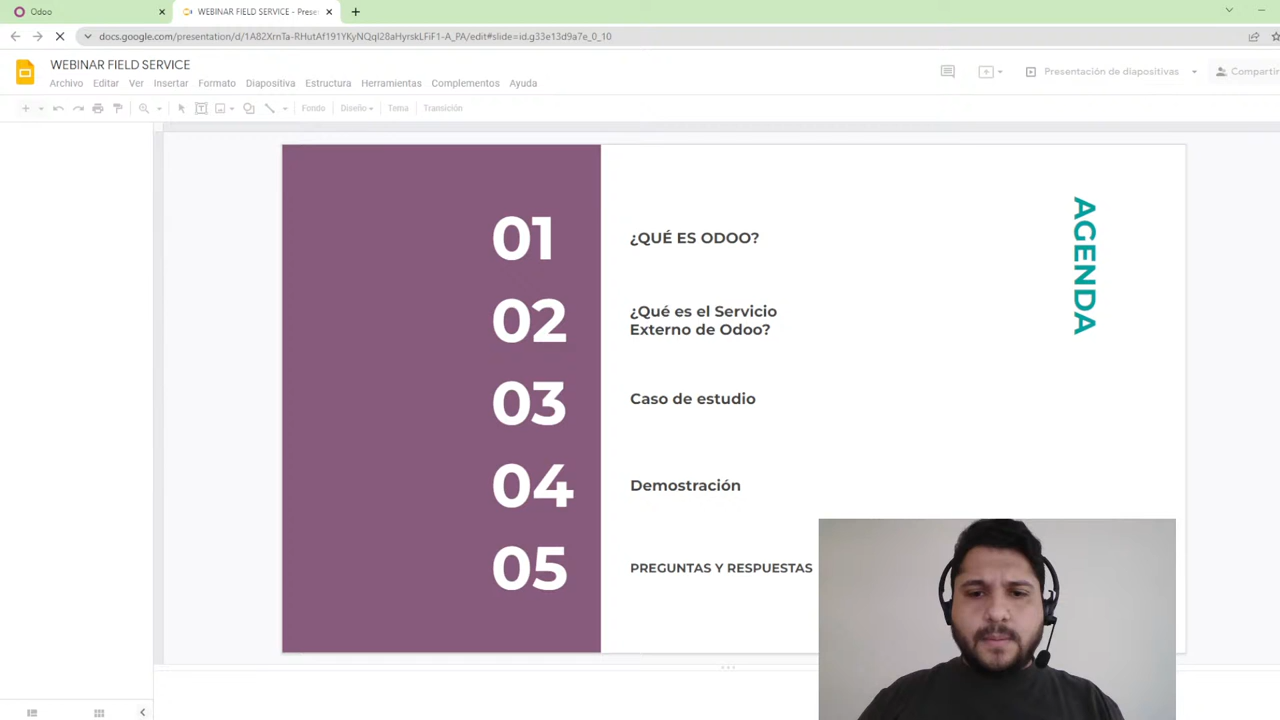 Odoo
WEBINAR FIELD SERVICE - Prese
docs.google.com/presentation/d/1A82XrnTa-RHutAf191YKyNQqI28aHyrskLFiF1-A_PA/edit#slide=id.g33e13d9a7e_0_10
WEBINAR FIELD SERVICE
Archivo Editar Ver Insertar Formato Diapositiva Estructura Herramientas Complementos Ayuda
Presentación de diapositivas
Compartir
Fondo Diseño Tema Transición
AGENDA
01 ¿QUÉ ES ODOO?
02 ¿Qué es el Servicio
Externo de Odoo?
03 Caso de estudio
04 Demostración
05 PREGUNTAS Y RESPUESTAS